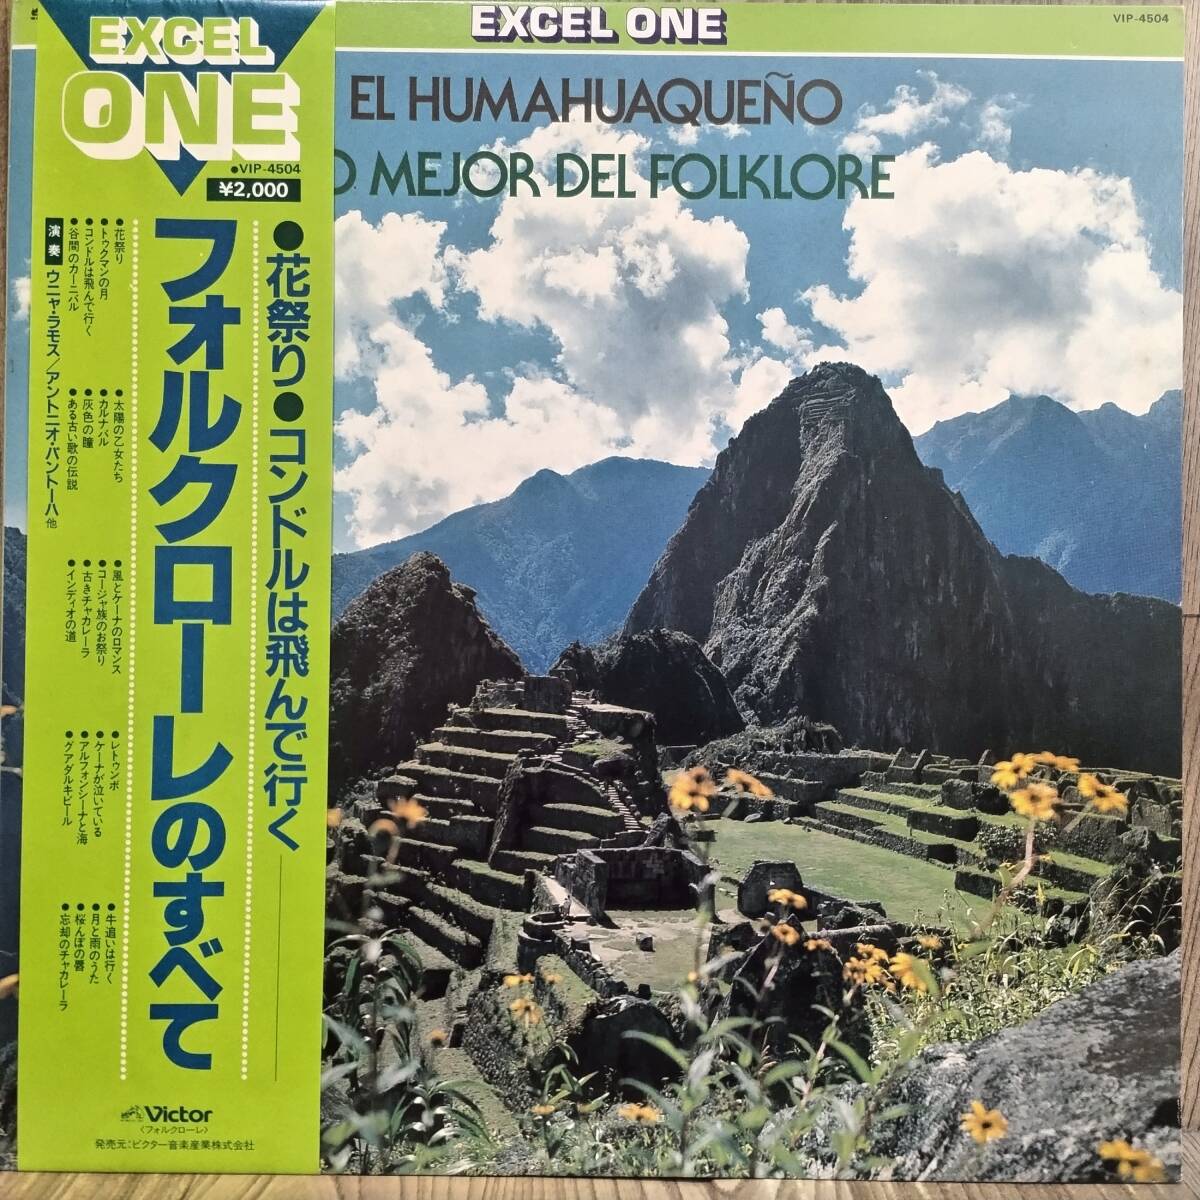 EXCEL ONE
VIP-4504
EL HUMAHUAQUEÑO
O MEJOR DEL FOLKLORE
EXCEL
ONE
●VIP-4504
¥2,000
●花祭り●コンドルは飛んで行く
フォルクローレのすべて
●花祭り
●トゥクマンの月
●コンドルは飛んで行く
●谷間のカーニバル
●太陽の乙女たち
●カルナバル
●灰色の瞳
●ある古い歌の伝説
●風とケーナのロマンス
●コージャ族のお祭り
●古きチャカレーラ
●インディオの道
●レトゥンボ
●ケーナが泣いている
●アルフォンシーナと海
●グアダルキビール
●牛追いは行く
●月と雨のうた
●桜んぼの唇
●忘却のチャカレーラ
演奏 ウニャ・ラモス/アントニオ・パントーハ 他
Victor
〈フォルクローレ〉
発売元:ビクター音楽産業株式会社